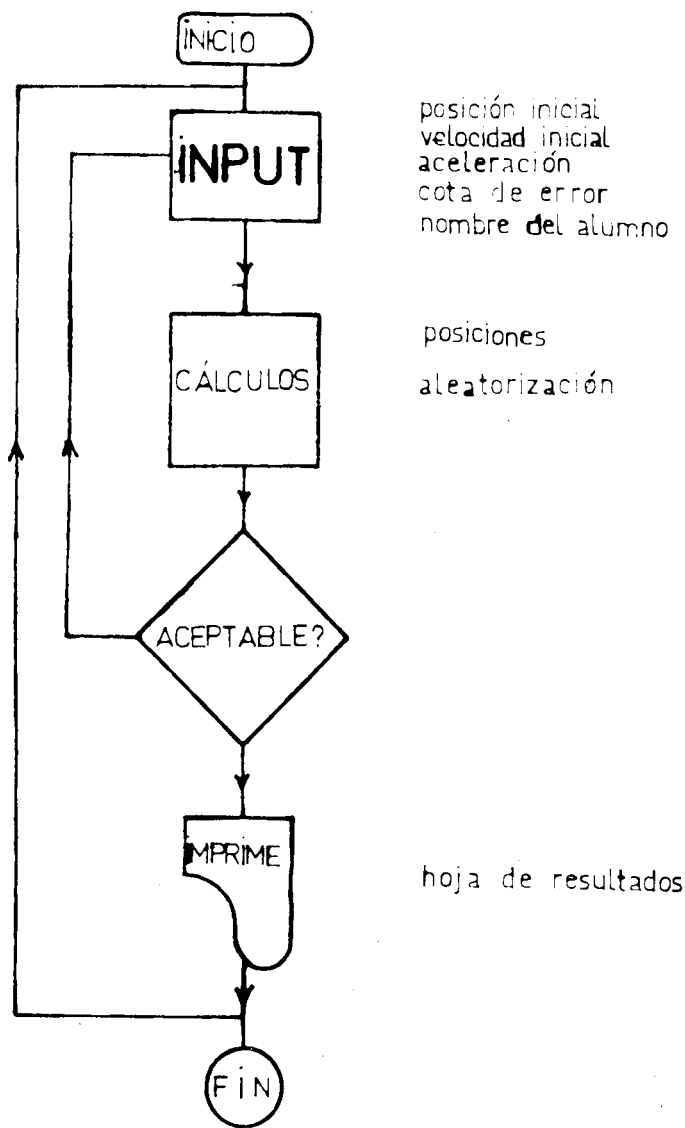 INICIO
INPUT
posición inicial
velocidad inicial
aceleración
cota de error
nombre del alumno
CÁLCULOS
posiciones
aleatorización
ACEPTABLE?
IMPRIME
hoja de resultados
FIN